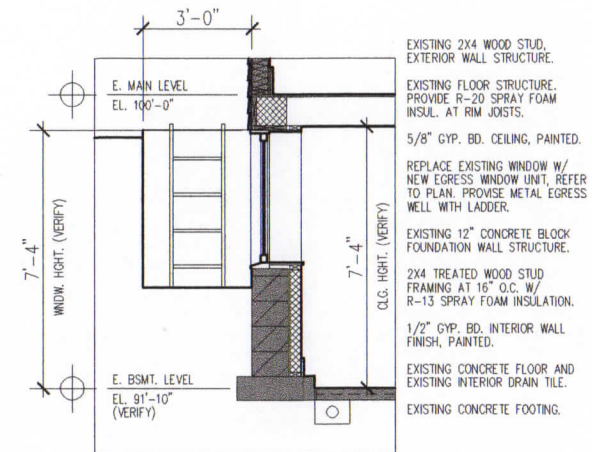 3'-0"
E. MAIN LEVEL
EL. 100'-0"
7'-4"
WNDW. HGHT. (VERIFY)
7'-4"
CLG. HGHT. (VERIFY)
E. BSMT. LEVEL
EL. 91'-10"
(VERIFY)
EXISTING 2X4 WOOD STUD,
EXTERIOR WALL STRUCTURE.
EXISTING FLOOR STRUCTURE.
PROVIDE R-20 SPRAY FOAM
INSUL. AT RIM JOISTS.
5/8" GYP. BD. CEILING, PAINTED.
REPLACE EXISTING WINDOW W/
NEW EGRESS WINDOW UNIT, REFER
TO PLAN. PROVISE METAL EGRESS
WELL WITH LADDER.
EXISTING 12" CONCRETE BLOCK
FOUNDATION WALL STRUCTURE.
2X4 TREATED WOOD STUD
FRAMING AT 16" O.C. W/
R-13 SPRAY FOAM INSULATION.
1/2" GYP. BD. INTERIOR WALL
FINISH, PAINTED.
EXISTING CONCRETE FLOOR AND
EXISTING INTERIOR DRAIN TILE.
EXISTING CONCRETE FOOTING.